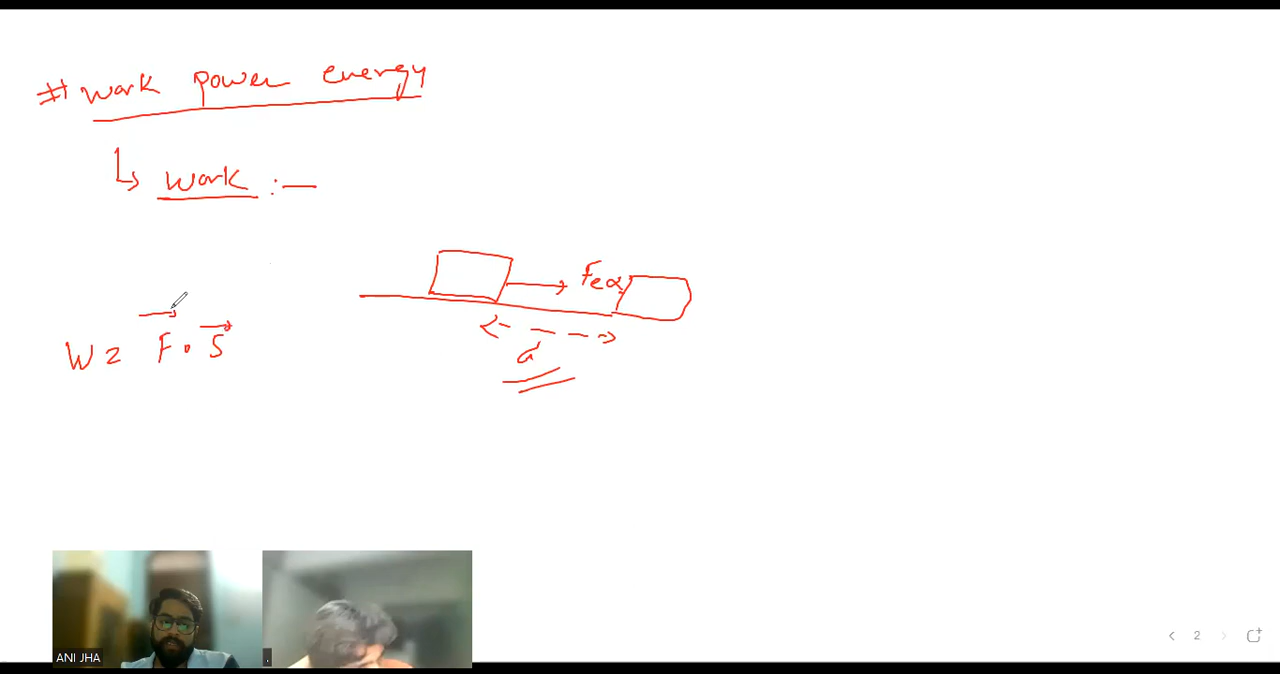 # Work power energy
↳ Work :—
Fex
W = F⃗ · S⃗
d
ANI JHA
.
< 2 >